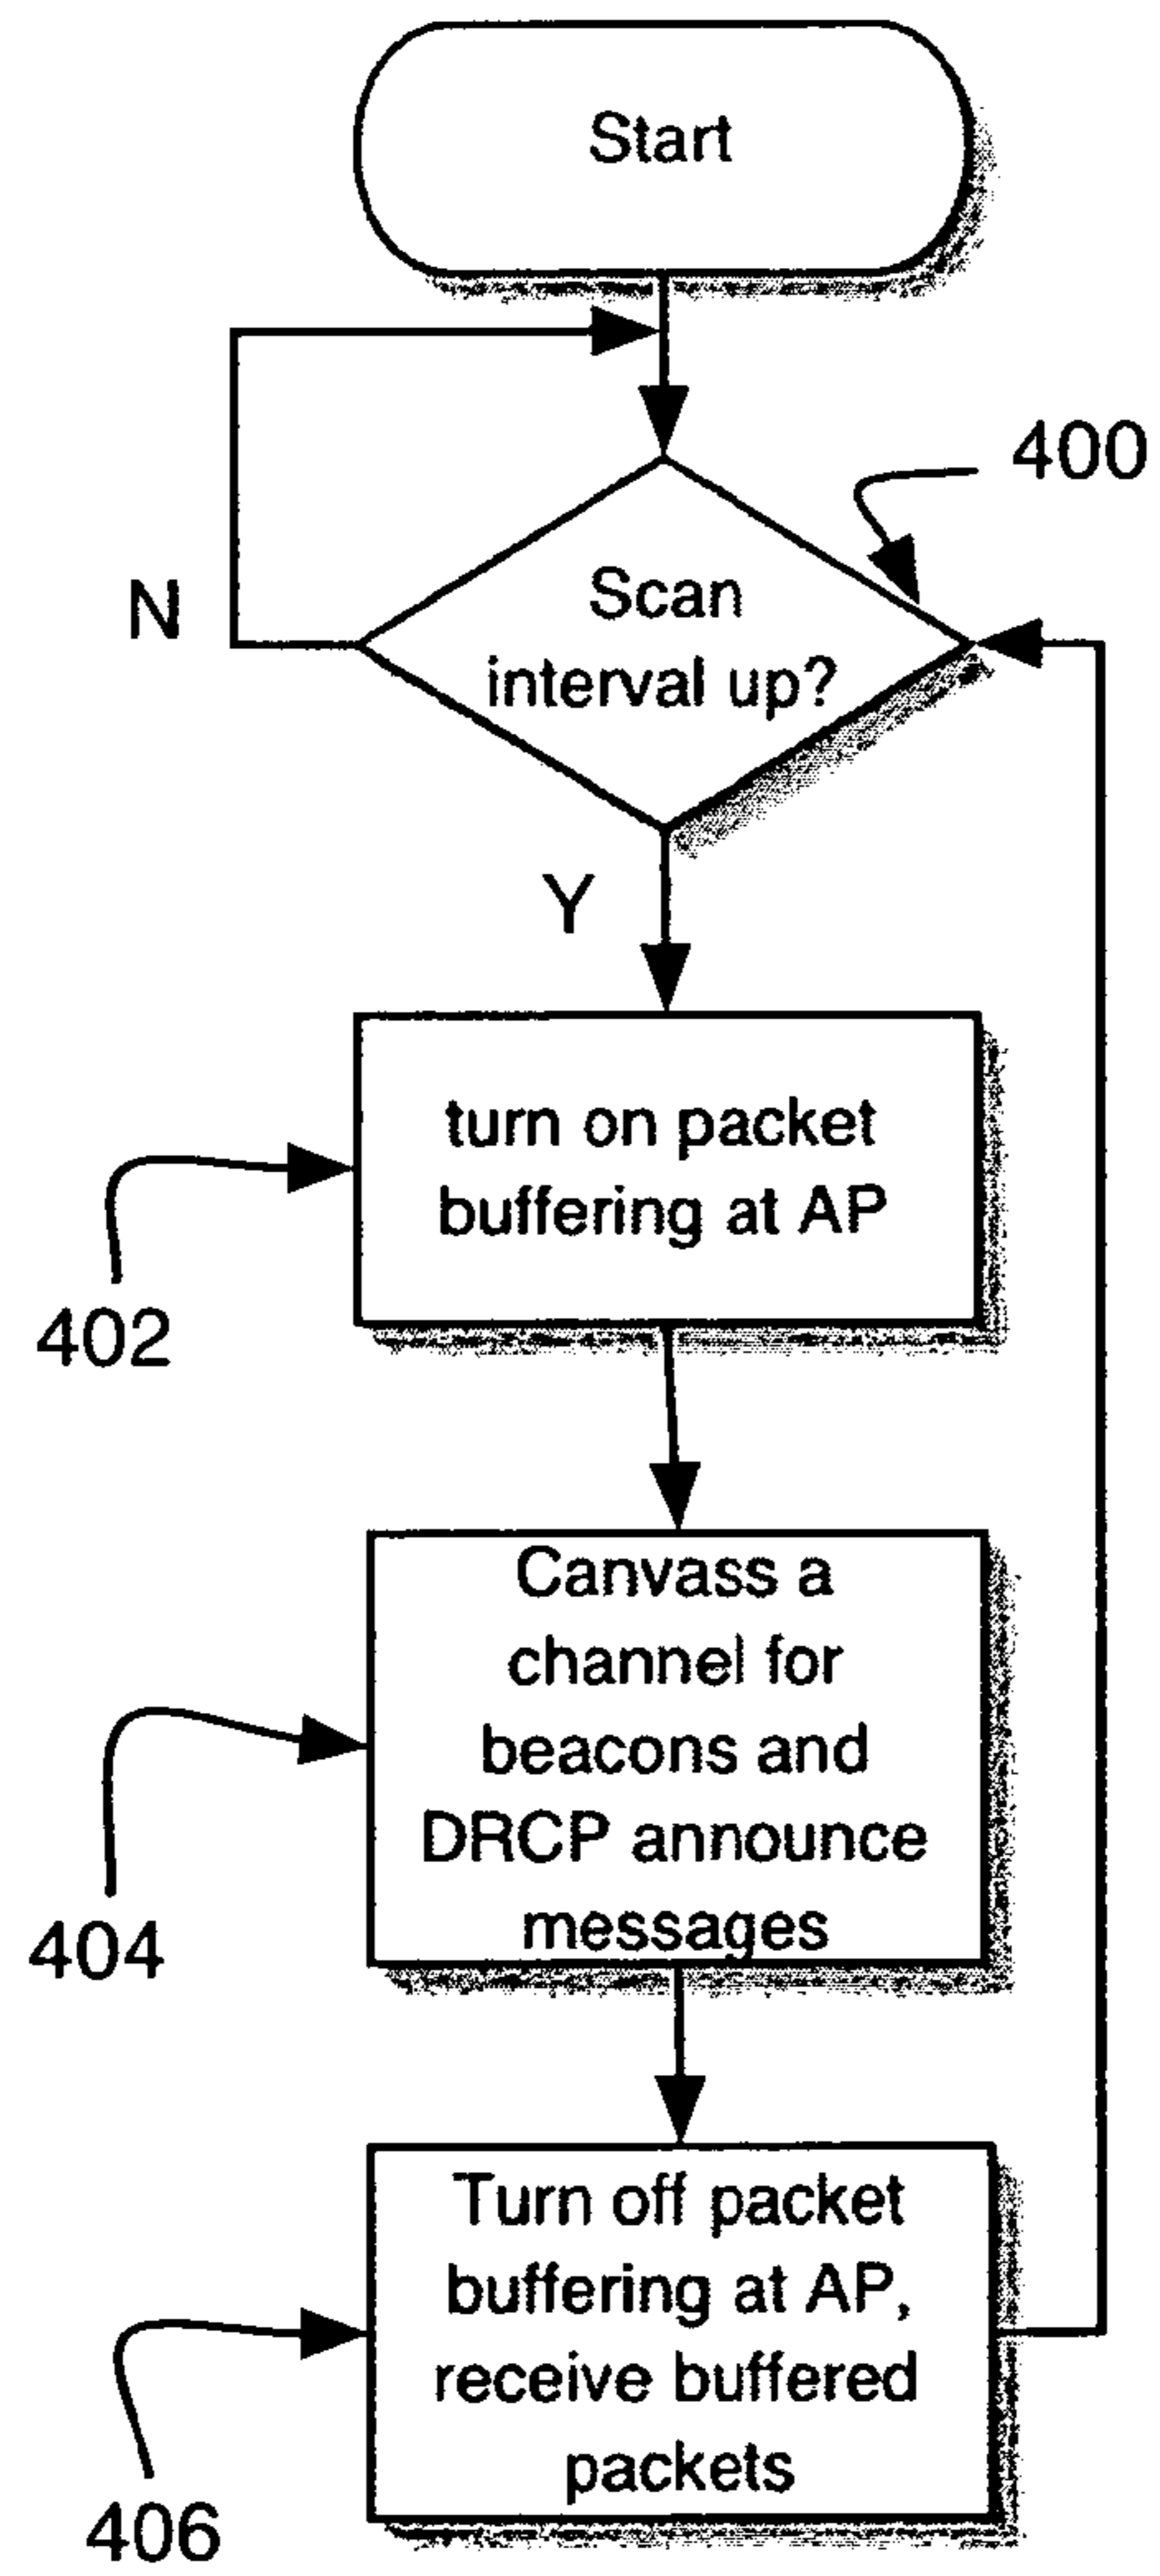 Start
400
N
Scan
interval up?
Y
turn on packet
buffering at AP
402
Canvass a
channel for
beacons and
DRCP announce
messages
404
Turn off packet
buffering at AP,
receive buffered
packets
406